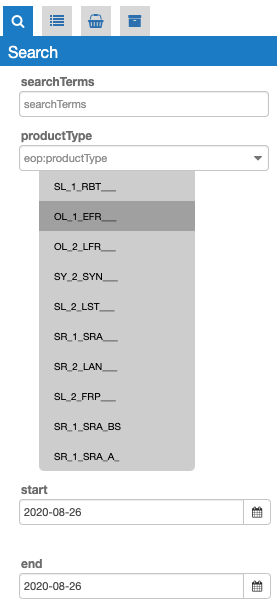 Search
searchTerms
searchTerms
productType
eop:productType
SL_1_RBT___
OL_1_EFR___
OL_2_LFR___
SY_2_SYN___
SL_2_LST___
SR_1_SRA___
SR_2_LAN___
SL_2_FRP___
SR_1_SRA_BS
SR_1_SRA_A_
start
2020-08-26
end
2020-08-26